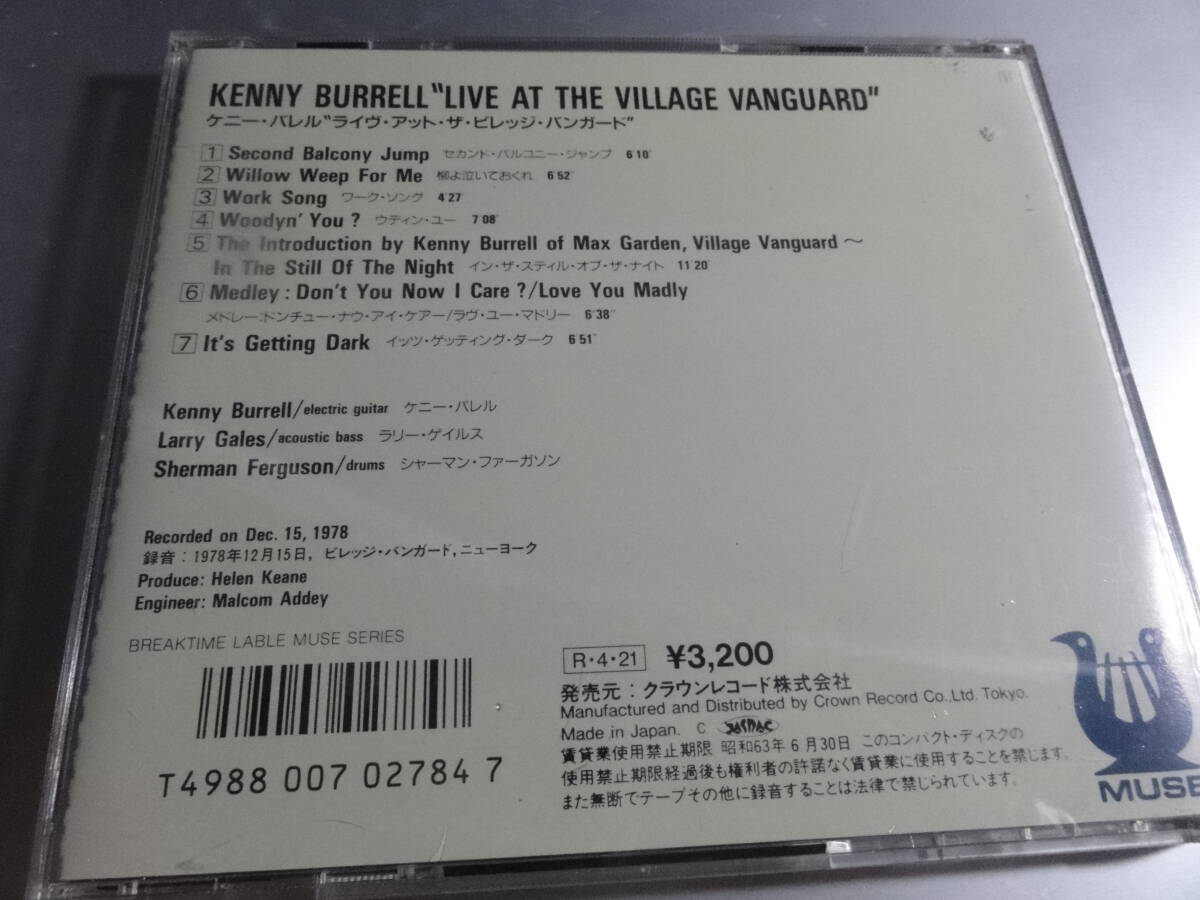 KENNY BURRELL "LIVE AT THE VILLAGE VANGUARD"
ケニー・バレル "ライヴ・アット・ザ・ビレッジ・バンガード"
1 Second Balcony Jump セカンド・バルコニー・ジャンプ 6'10"
2 Willow Weep For Me 柳よ泣いておくれ 6'52"
3 Work Song ワーク・ソング 4'27"
4 Woodyn' You ? ウディン・ユー 7'08"
5 The Introduction by Kenny Burrell of Max Garden, Village Vanguard 〜
In The Still Of The Night イン・ザ・スティル・オブ・ザ・ナイト 11'20"
6 Medley : Don't You Now I Care ?/Love You Madly
メドレー:ドンチュー・ナウ・アイ・ケアー/ラヴ・ユー・マドリー 6'38"
7 It's Getting Dark イッツ・ゲッティング・ダーク 6'51"
Kenny Burrell/electric guitar ケニー・バレル
Larry Gales/acoustic bass ラリー・ゲイルス
Sherman Ferguson/drums シャーマン・ファーガソン
Recorded on Dec. 15, 1978
録音:1978年12月15日, ビレッジ・バンガード, ニューヨーク
Produce: Helen Keane
Engineer: Malcom Addey
BREAKTIME LABLE MUSE SERIES
T4988 007 02784 7
R・4・21 ¥3,200
発売元:クラウンレコード株式会社
Manufactured and Distributed by Crown Record Co.,Ltd. Tokyo.
Made in Japan. C JASRAC
賃貸業使用禁止期限 昭和63年6月30日 このコンパクト・ディスクの
使用禁止期限経過後も権利者の許諾なく賃貸業に使用することを禁じます。
また無断でテープその他に録音することは法律で禁じられています。
MUSE